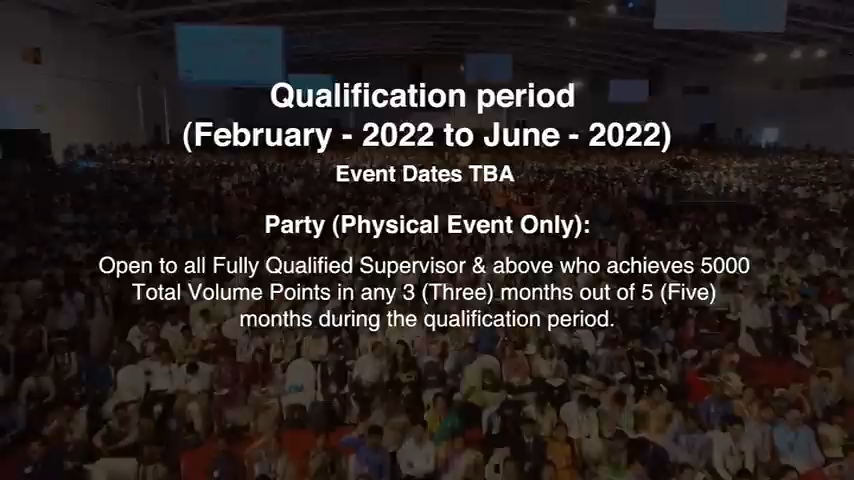 Qualification period
(February - 2022 to June - 2022)
Event Dates TBA
Party (Physical Event Only):
Open to all Fully Qualified Supervisor & above who achieves 5000
Total Volume Points in any 3 (Three) months out of 5 (Five)
months during the qualification period.